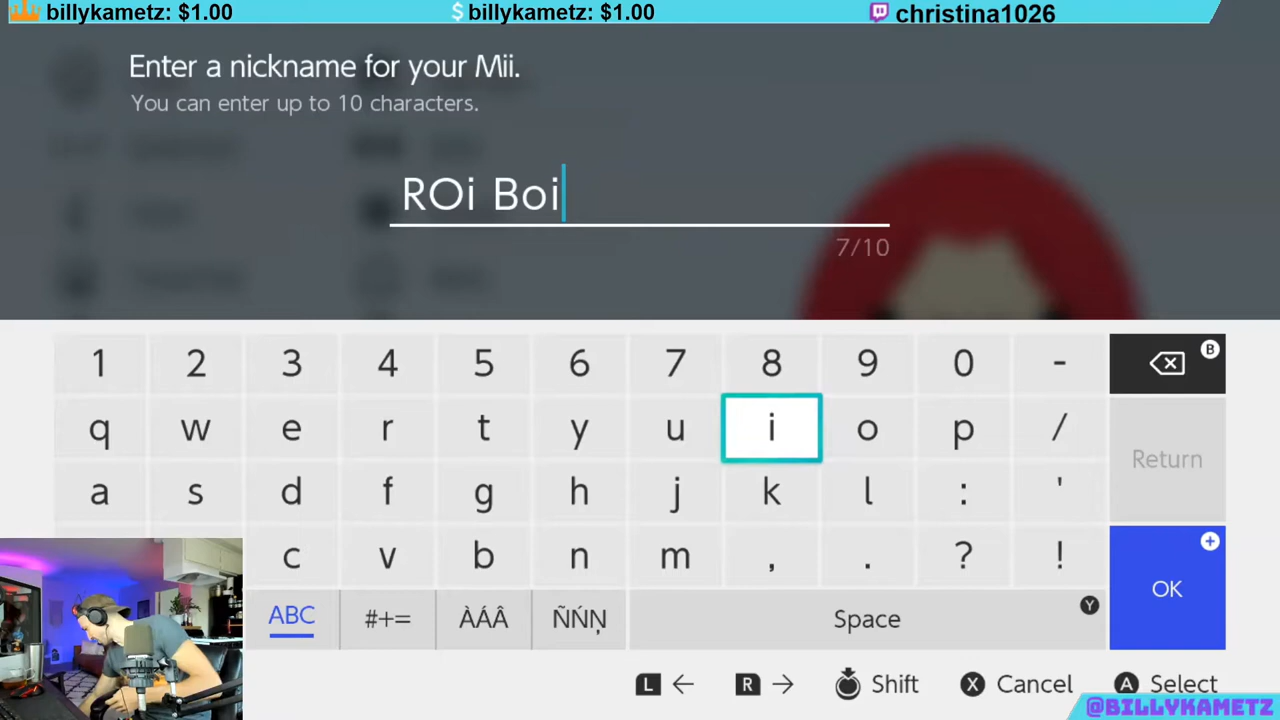 billykametz: $1.00 $billykametz: $1.00 christina1026
Enter a nickname for your Mii.
You can enter up to 10 characters.
ROi Boi
7/10
1 2 3 4 5 6 7 8 9 0 - B
q w e r t y u i o p / Return
a s d f g h j k l : '
c v b n m , . ? ! + OK
ABC #+= ÀÁÂ ÑŃŅ Space Y
L ← R → Shift X Cancel A Select
@BILLYKAMETZ